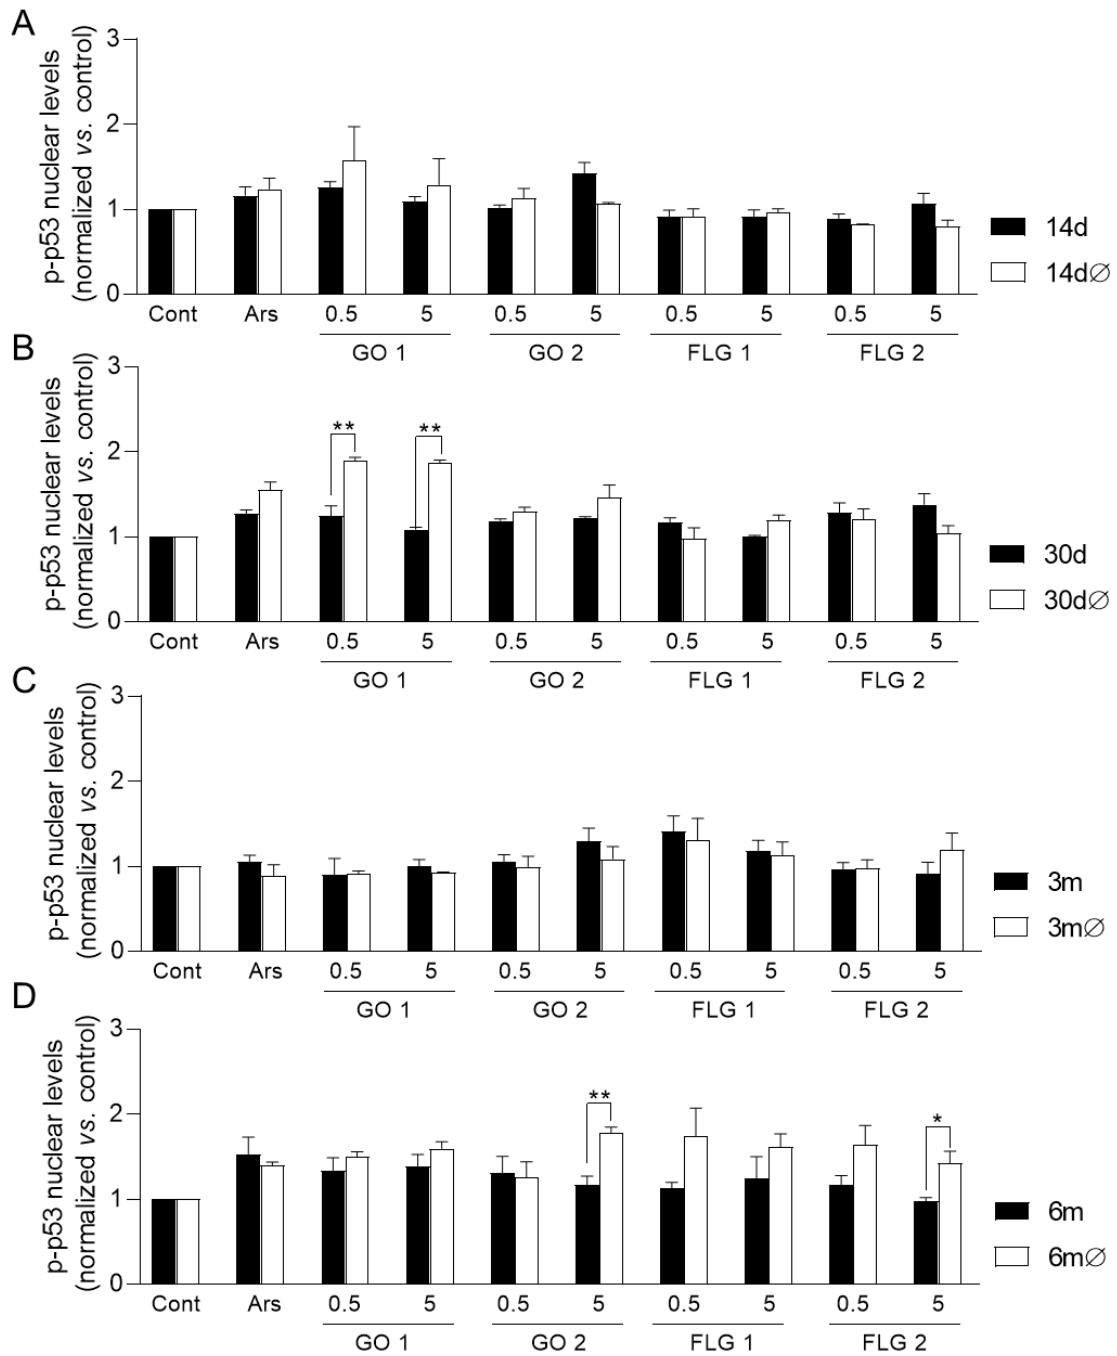 A
p-p53 nuclear levels
(normalized vs. control)
3
2
1
0
Cont Ars 0.5 5 0.5 5 0.5 5 0.5 5
GO 1 GO 2 FLG 1 FLG 2
14d
14d∅
B
p-p53 nuclear levels
(normalized vs. control)
3
2
1
0
** **
Cont Ars 0.5 5 0.5 5 0.5 5 0.5 5
GO 1 GO 2 FLG 1 FLG 2
30d
30d∅
C
p-p53 nuclear levels
(normalized vs. control)
3
2
1
0
Cont Ars 0.5 5 0.5 5 0.5 5 0.5 5
GO 1 GO 2 FLG 1 FLG 2
3m
3m∅
D
p-p53 nuclear levels
(normalized vs. control)
3
2
1
0
** *
Cont Ars 0.5 5 0.5 5 0.5 5 0.5 5
GO 1 GO 2 FLG 1 FLG 2
6m
6m∅